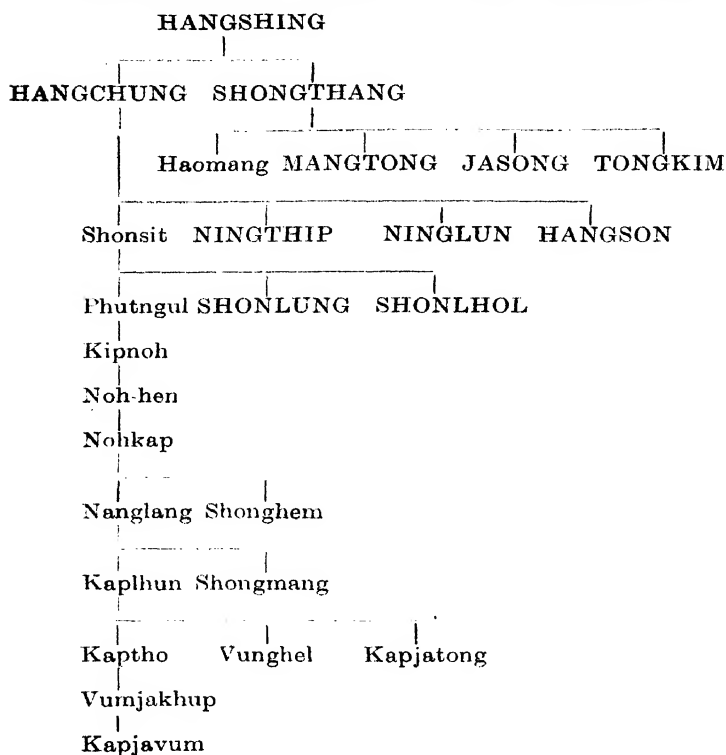 HANGSHING
HANGCHUNG SHONGTHANG
Haomang MANGTONG JASONG TONGKIM
Shonsit NINGTHIP NINGLUN HANGSON
Phutngul SHONLUNG SHONLHOL
Kipnoh
Noh-hen
Nohkap
Nanglang Shonghem
Kaplhun Shongmang
Kaptho Vunghel Kapjatong
Vumjakhup
Kapjavum